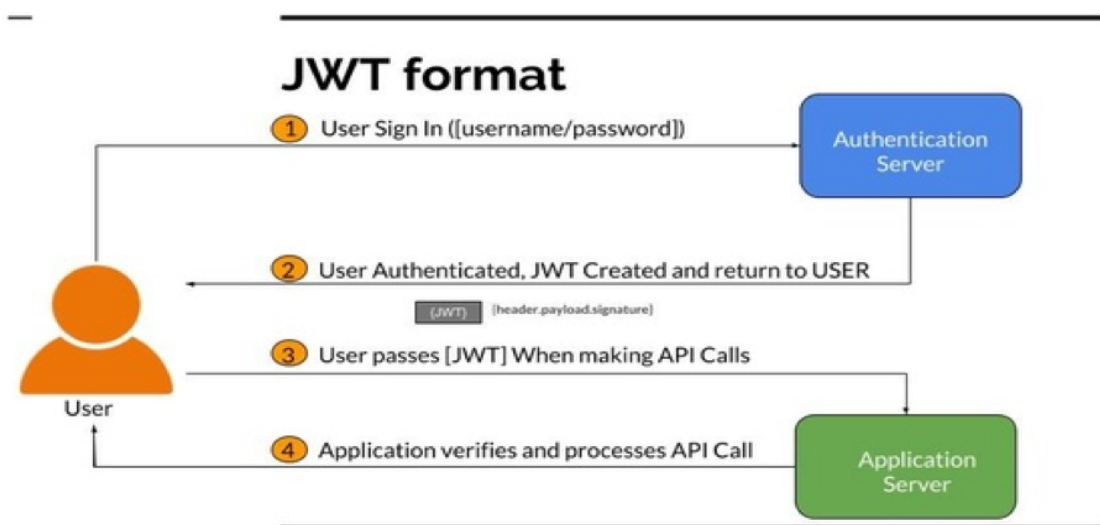 JWT format
1 User Sign In ([username/password])
Authentication
Server
2 User Authenticated, JWT Created and return to USER
{JWT} {header.payload.signature}
3 User passes [JWT] When making API Calls
User
4 Application verifies and processes API Call
Application
Server